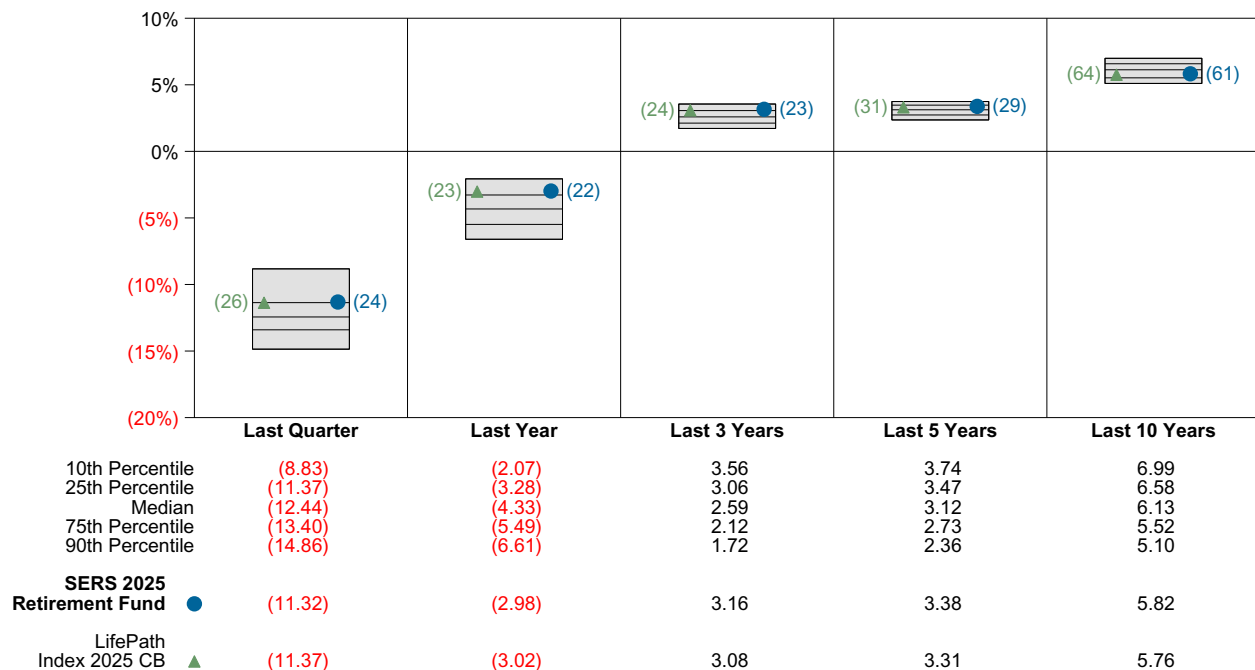 10%
5%
0%
(5%)
(10%)
(15%)
(20%)
(26) (24)
(23) (22)
(24) (23)
(31) (29)
(64) (61)
Last Quarter Last Year Last 3 Years Last 5 Years Last 10 Years
10th Percentile (8.83) (2.07) 3.56 3.74 6.99
25th Percentile (11.37) (3.28) 3.06 3.47 6.58
Median (12.44) (4.33) 2.59 3.12 6.13
75th Percentile (13.40) (5.49) 2.12 2.73 5.52
90th Percentile (14.86) (6.61) 1.72 2.36 5.10
SERS 2025
Retirement Fund (11.32) (2.98) 3.16 3.38 5.82
LifePath
Index 2025 CB (11.37) (3.02) 3.08 3.31 5.76